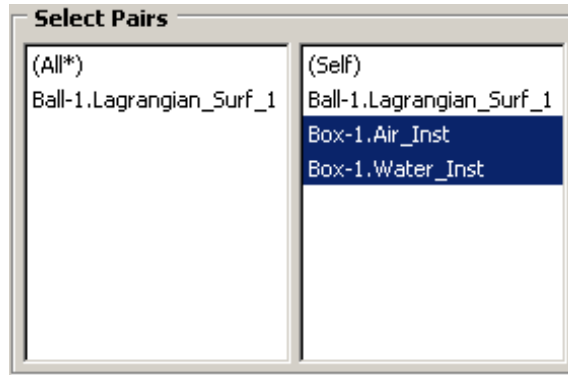 Select Pairs
(All*)
Ball-1.Lagrangian_Surf_1
(Self)
Ball-1.Lagrangian_Surf_1
Box-1.Air_Inst
Box-1.Water_Inst